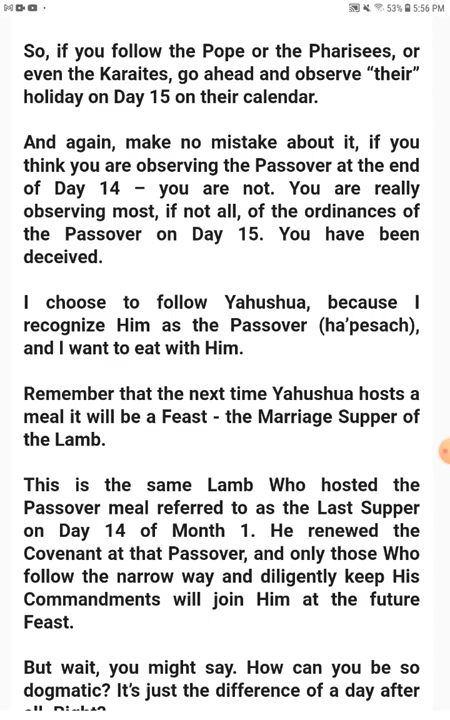 53% 5:56 PM
So, if you follow the Pope or the Pharisees, or
even the Karaites, go ahead and observe “their”
holiday on Day 15 on their calendar.
And again, make no mistake about it, if you
think you are observing the Passover at the end
of Day 14 – you are not. You are really
observing most, if not all, of the ordinances of
the Passover on Day 15. You have been
deceived.
I choose to follow Yahushua, because I
recognize Him as the Passover (ha’pesach),
and I want to eat with Him.
Remember that the next time Yahushua hosts a
meal it will be a Feast - the Marriage Supper of
the Lamb.
This is the same Lamb Who hosted the
Passover meal referred to as the Last Supper
on Day 14 of Month 1. He renewed the
Covenant at that Passover, and only those Who
follow the narrow way and diligently keep His
Commandments will join Him at the future
Feast.
But wait, you might say. How can you be so
dogmatic? It’s just the difference of a day after
all. Right?